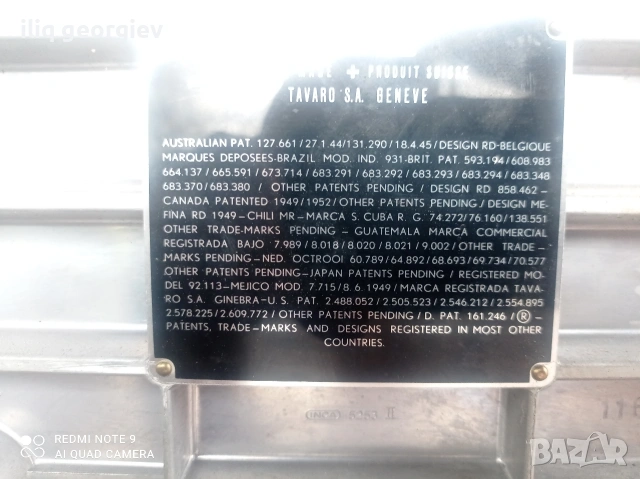 iliq georgiev
PRODUIT SUISSE
TAVARO S.A. GENEVE
AUSTRALIAN PAT. 127.661/27.1.44/131.290/18.4.45/DESIGN RD-BELGIQUE
MARQUES DEPOSEES-BRAZIL MOD. IND. 931-BRIT. PAT. 593.194/608.983
664.137/665.591/673.714/683.291/683.292/683.293/683.294/683.348
683.370/683.380/OTHER PATENTS PENDING/DESIGN RD 858.462-
CANADA PATENTED 1949/1952/OTHER PATENTS PENDING/DESIGN ME-
FINA RD 1949-CHILI MR-MARCA S. CUBA R. G. 74.272/76.160/138.551
OTHER TRADE-MARKS PENDING - GUATEMALA MARCA COMMERCIAL
REGISTRADA BAJO 7.989/8.018/8.020/8.021/9.002/OTHER TRADE-
MARKS PENDING-NED. OCTROOI 60.789/64.892/68.693/69.734/70.577
OTHER PATENTS PENDING-JAPAN PATENTS PENDING/REGISTERED MO-
DEL 92.113-MEJICO MOD. 7.715/8.6.1949/MARCA REGISTRADA TAVA-
RO S.A. GINEBRA-U.S. PAT. 2.488.052/2.505.523/2.546.212/2.554.895
2.578.225/2.609.772/OTHER PATENTS PENDING/D. PAT. 161.246/®-
PATENTS, TRADE-MARKS AND DESIGNS REGISTERED IN MOST OTHER
COUNTRIES.
REDMI NOTE 9
AI QUAD CAMERA
BAZAR